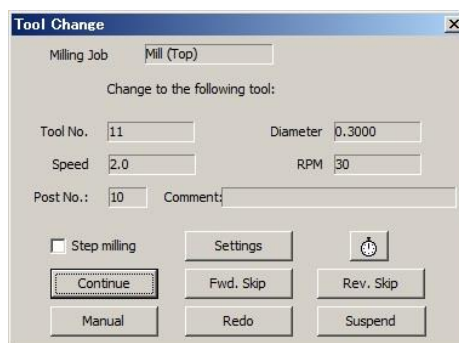 Tool Change
Milling Job Mill (Top)
Change to the following tool:
Tool No. 11 Diameter 0.3000
Speed 2.0 RPM 30
Post No.: 10 Comment:
Step milling Settings
Continue Fwd. Skip Rev. Skip
Manual Redo Suspend